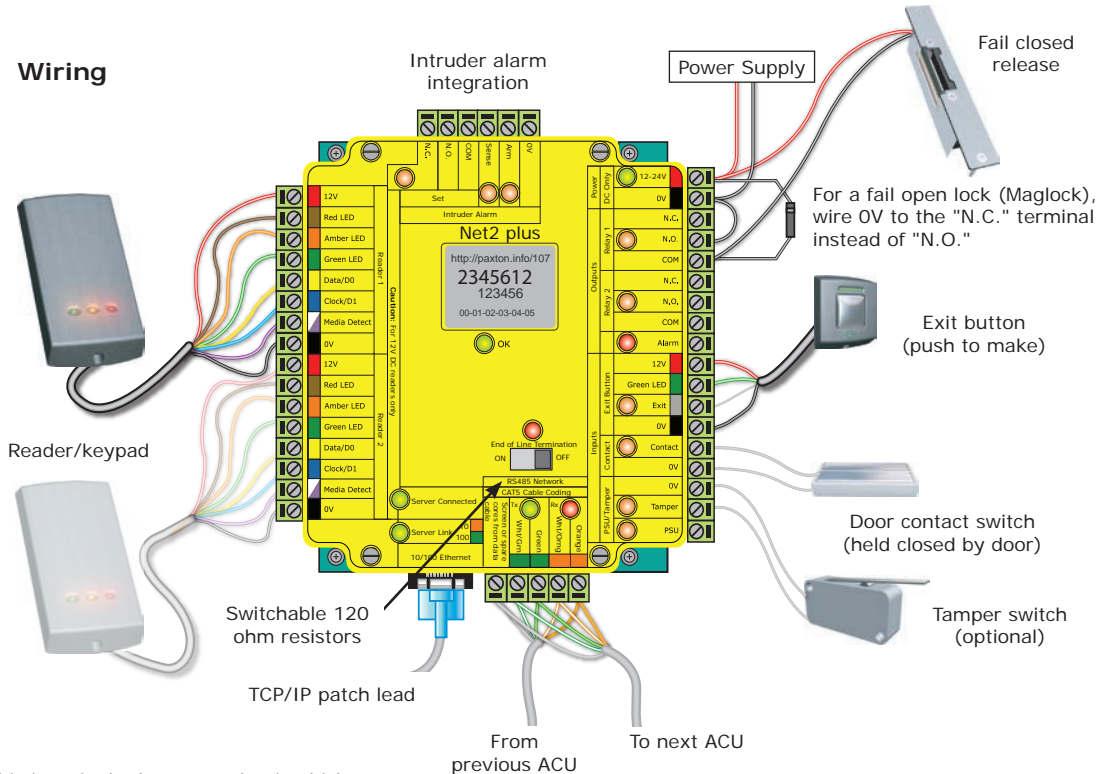 Wiring
Intruder alarm
integration
Power Supply
Fail closed
release
For a fail open lock (Maglock),
wire 0V to the "N.C." terminal
instead of "N.O."
Exit button
(push to make)
Door contact switch
(held closed by door)
Tamper switch
(optional)
Reader/keypad
Switchable 120
ohm resistors
TCP/IP patch lead
From
previous ACU
To next ACU
N.C.
N.O.
COM
Sense
Arm
0V
Set
Intruder Alarm
Net2 plus
http://paxton.info/107
2345612
123456
00-01-02-03-04-05
OK
12V
Red LED
Amber LED
Green LED
Data/D0
Clock/D1
Media Detect
0V
Reader 1
12V
Red LED
Amber LED
Green LED
Data/D0
Clock/D1
Media Detect
0V
Reader 2
Caution: For 12V DC readers only
Power
DC Only
12-24V
0V
Outputs
Relay 1
N.C.
N.O.
COM
Relay 2
N.C,
N,O,
COM
Alarm
Inputs
Exit Button
12V
Green LED
Exit
0V
Contact
Contact
0V
PSU/Tamper
0V
Tamper
PSU
End of Line Termination
ON
OFF
RS485 Network
CAT5 Cable Coding
Screen or spare
cores from data
cable
Tx
Wht/Grn
Green
Rx
Wht/Orng
Orange
Server Connected
Server Link
10
100
10/100 Ethernet